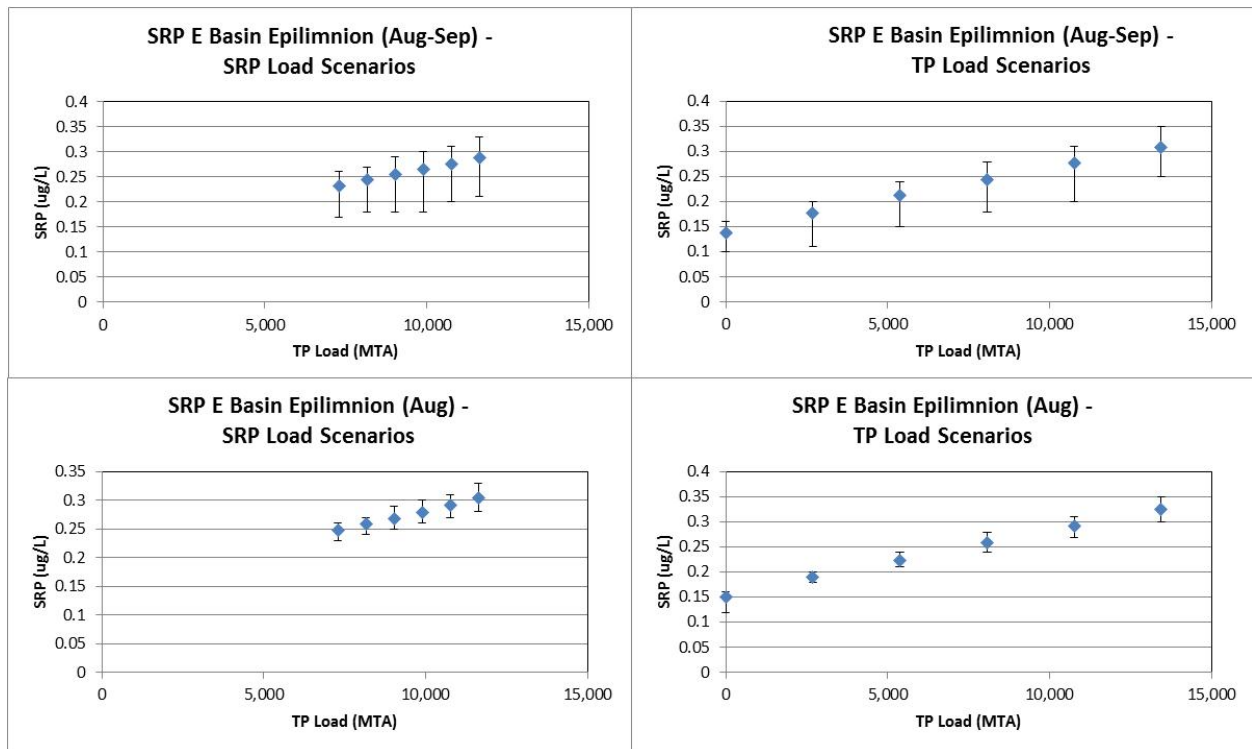 SRP E Basin Epilimnion (Aug-Sep) -
SRP Load Scenarios
0.4
0.35
0.3
0.25
0.2
0.15
0.1
0.05
0
SRP (ug/L)
0 5,000 10,000 15,000
TP Load (MTA)
SRP E Basin Epilimnion (Aug-Sep) -
TP Load Scenarios
0.4
0.35
0.3
0.25
0.2
0.15
0.1
0.05
0
SRP (ug/L)
0 5,000 10,000 15,000
TP Load (MTA)
SRP E Basin Epilimnion (Aug) -
SRP Load Scenarios
0.35
0.3
0.25
0.2
0.15
0.1
0.05
0
SRP (ug/L)
0 5,000 10,000 15,000
TP Load (MTA)
SRP E Basin Epilimnion (Aug) -
TP Load Scenarios
0.4
0.35
0.3
0.25
0.2
0.15
0.1
0.05
0
SRP (ug/L)
0 5,000 10,000 15,000
TP Load (MTA)